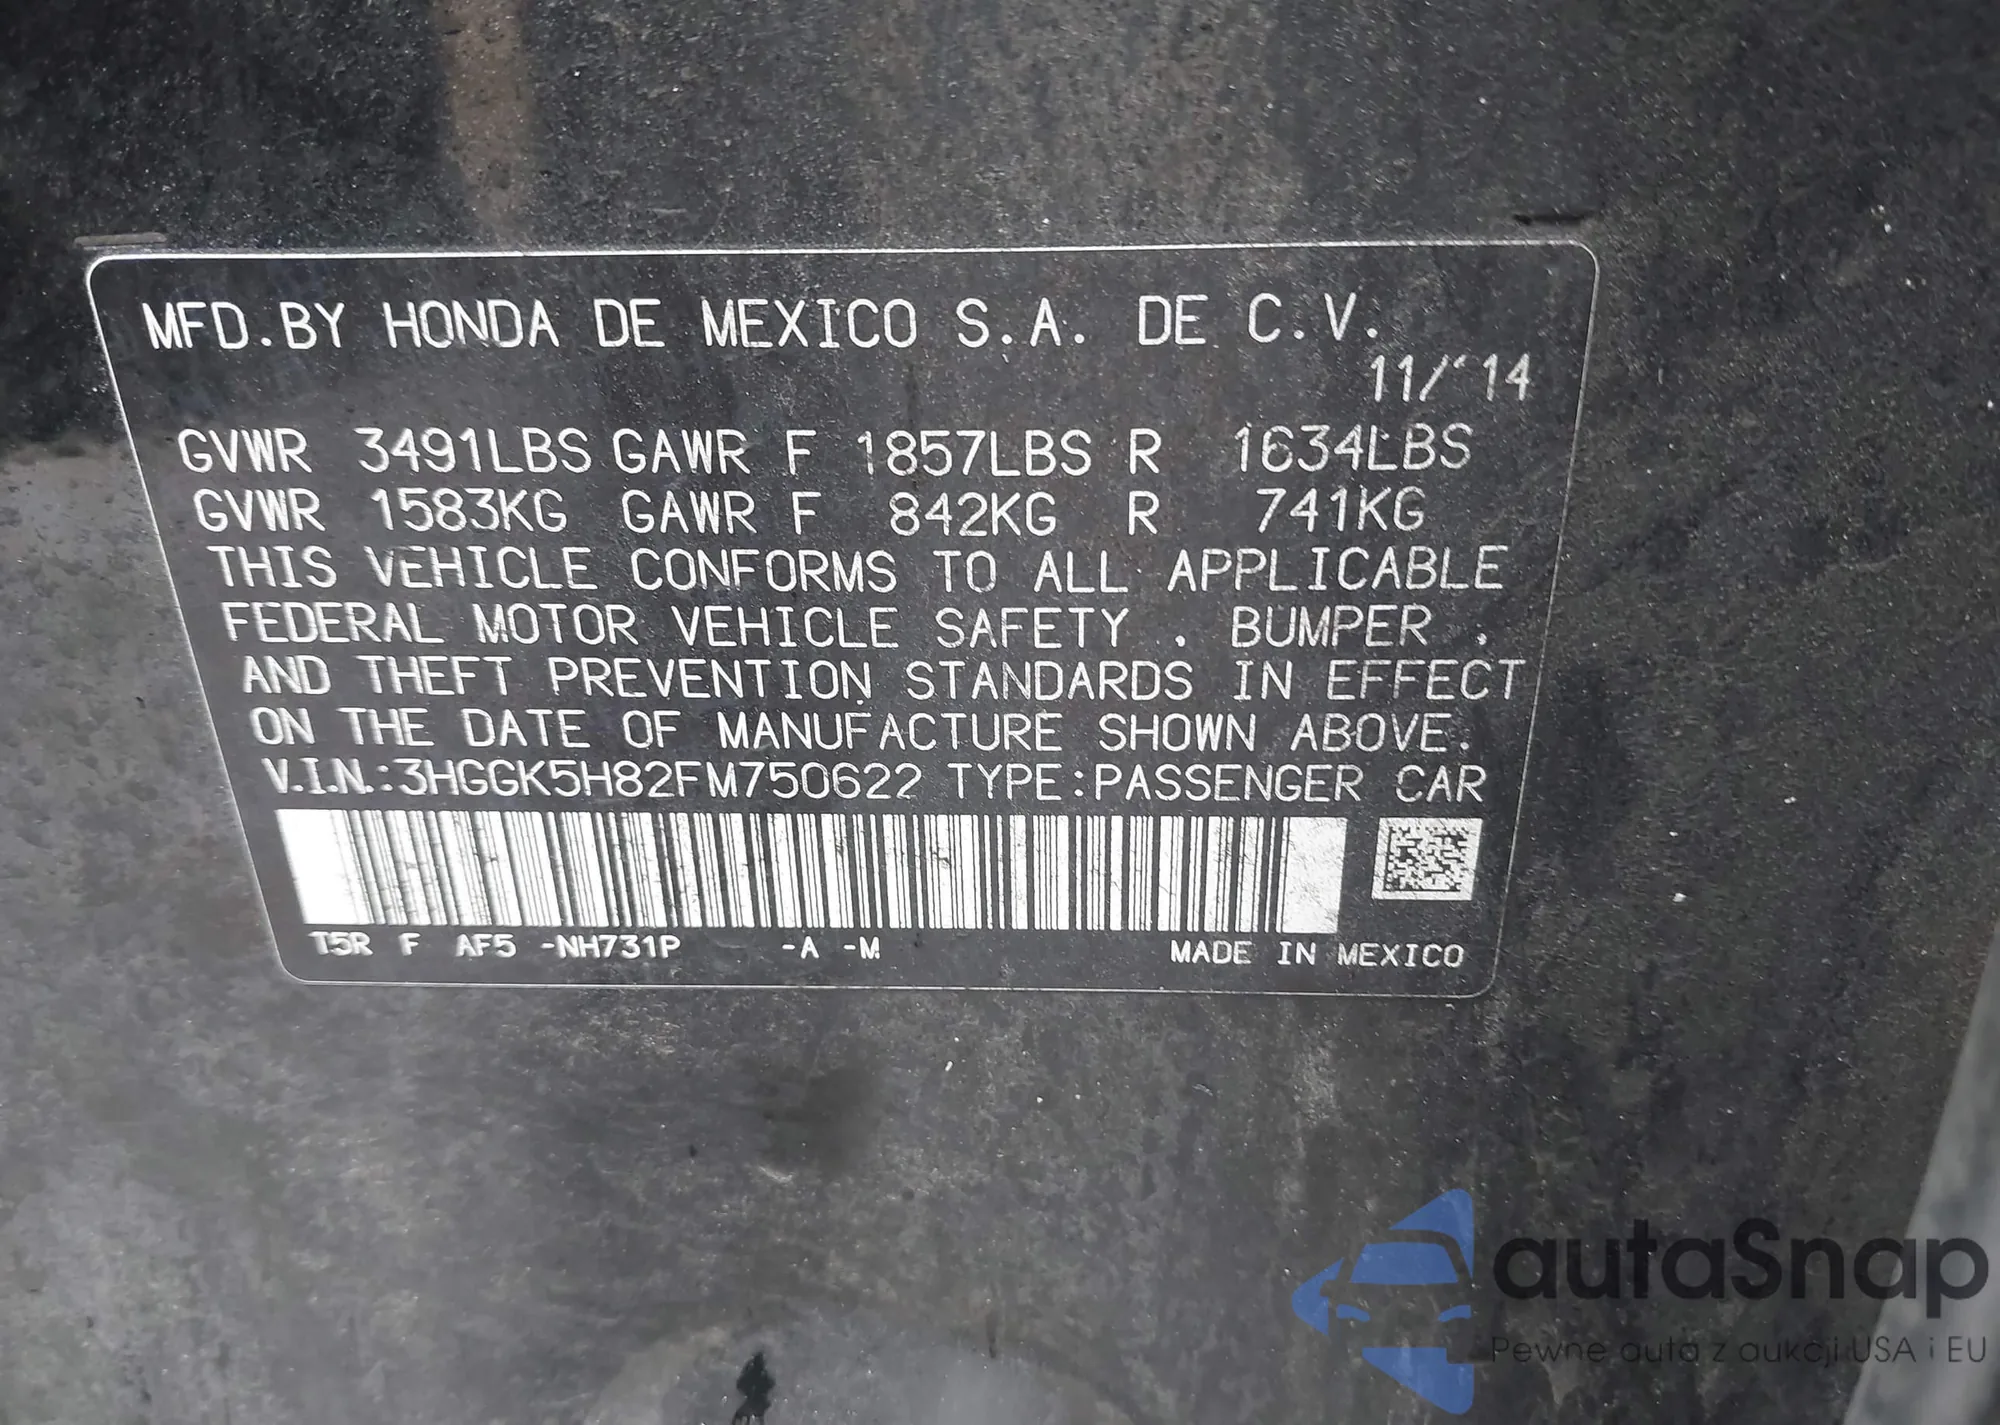 MFD.BY HONDA DE MEXICO S.A. DE C.V.
11/'14
GVWR 3491LBS GAWR F 1857LBS R 1634LBS
GVWR 1583KG GAWR F 842KG R 741KG
THIS VEHICLE CONFORMS TO ALL APPLICABLE
FEDERAL MOTOR VEHICLE SAFETY , BUMPER ,
AND THEFT PREVENTION STANDARDS IN EFFECT
ON THE DATE OF MANUFACTURE SHOWN ABOVE.
V.I.N.:3HGGK5H82FM750622 TYPE:PASSENGER CAR
T5R F AF5 -NH731P -A -M MADE IN MEXICO
autaSnap
Pewne auta z aukcji USA i EU